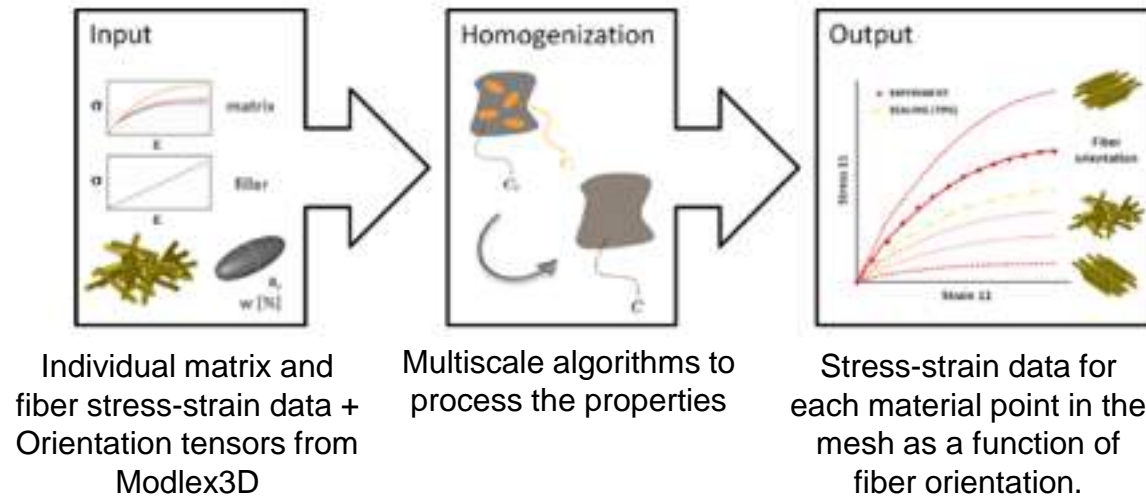 Input
σ
matrix
ε
σ
filler
ε
w [%]
Individual matrix and
fiber stress-strain data +
Orientation tensors from
Modlex3D
Homogenization
C
Multiscale algorithms to
process the properties
Output
EXPERIMENT
Fiber
orientation
Stress 11
Strain 11
Stress-strain data for
each material point in the
mesh as a function of
fiber orientation.